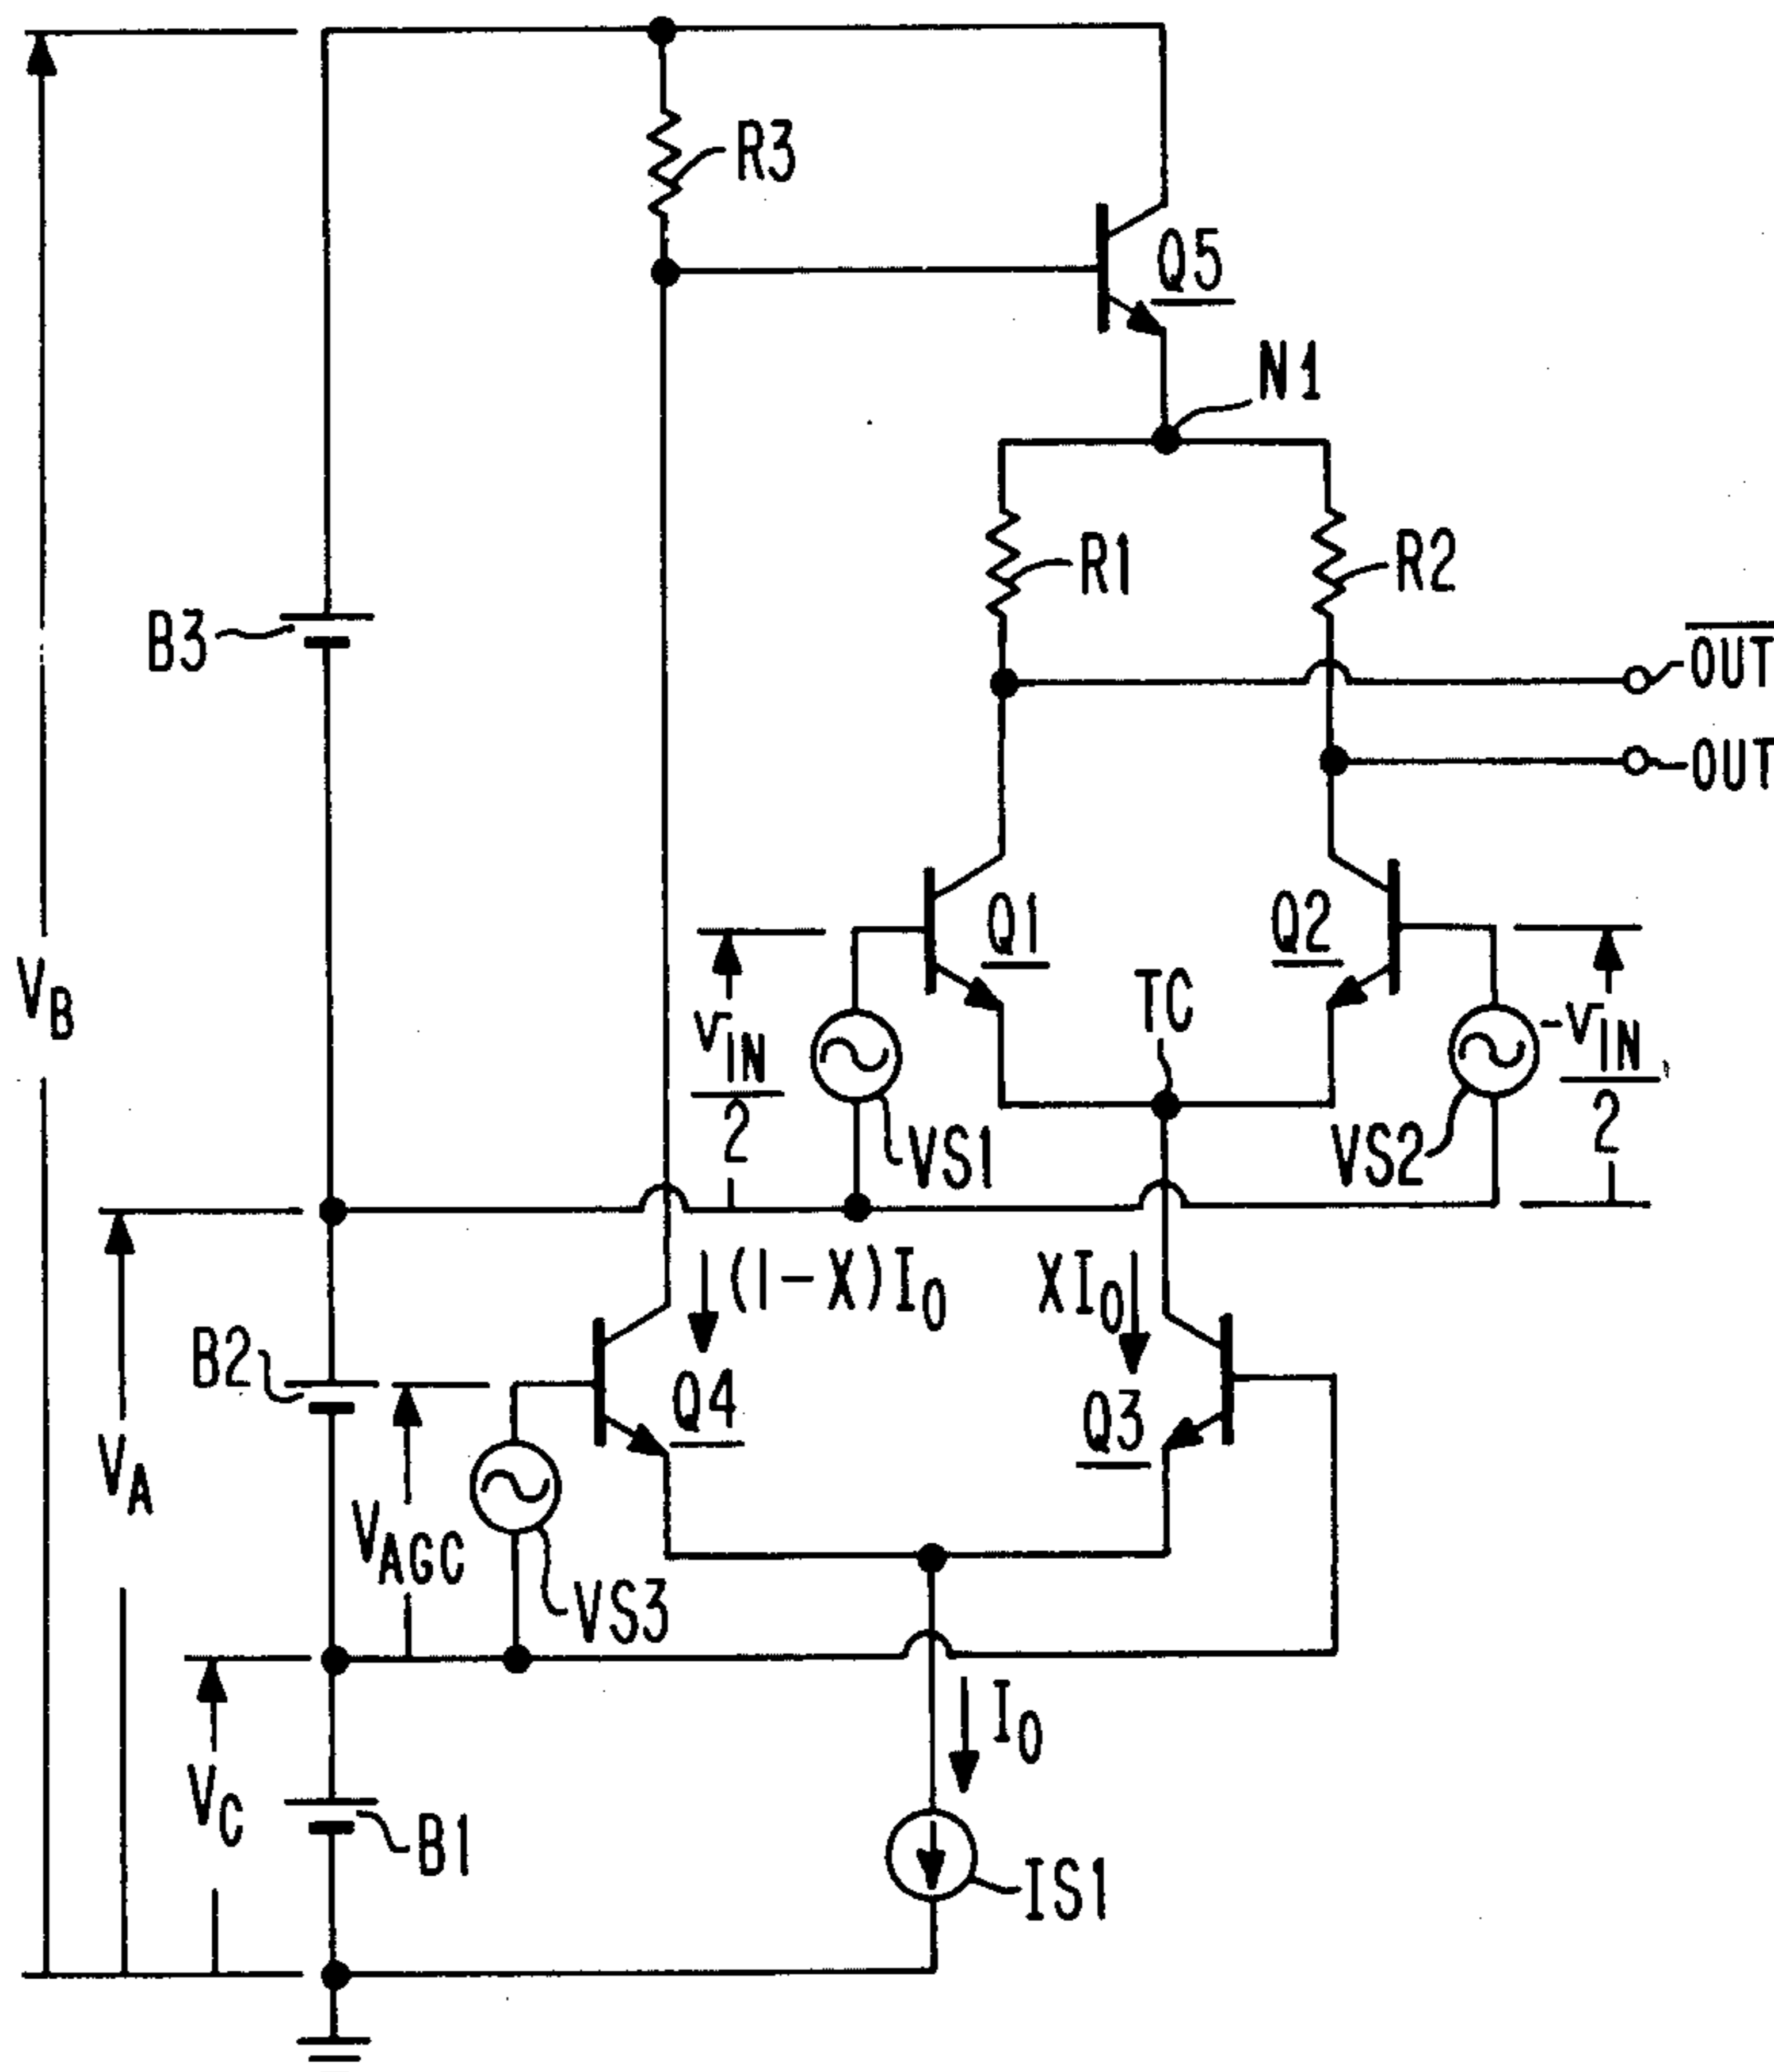 R3
Q5
N1
R1
R2
B3
OUT
OUT
Q1
Q2
V_B
TC
v_IN/2
-v_IN/2
VS1
VS2
(1-X)I_0
XI_0
B2
Q4
Q3
V_A
V_AGC
VS3
I_0
V_C
B1
IS1